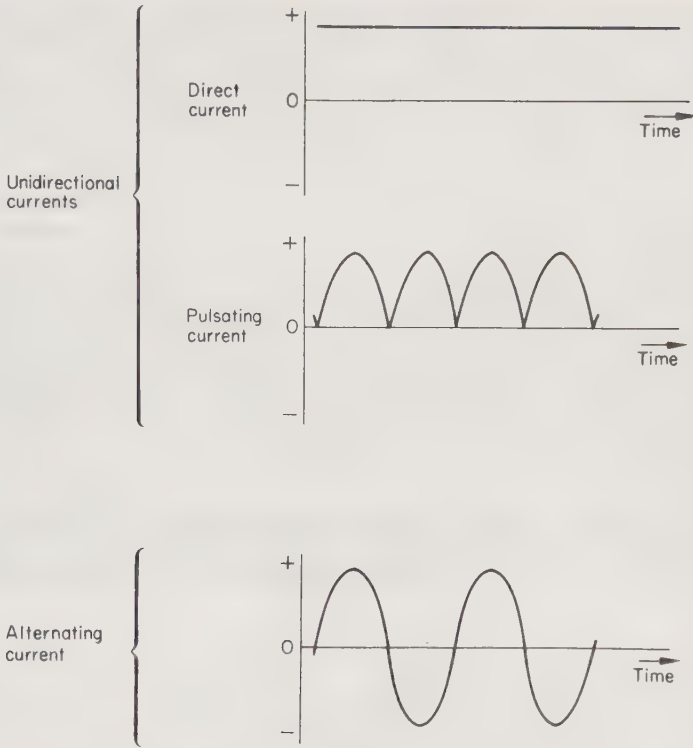 Unidirectional
currents
+
Direct
current
0
Time
−
+
Pulsating
current
0
Time
−
Alternating
current
+
0
Time
−